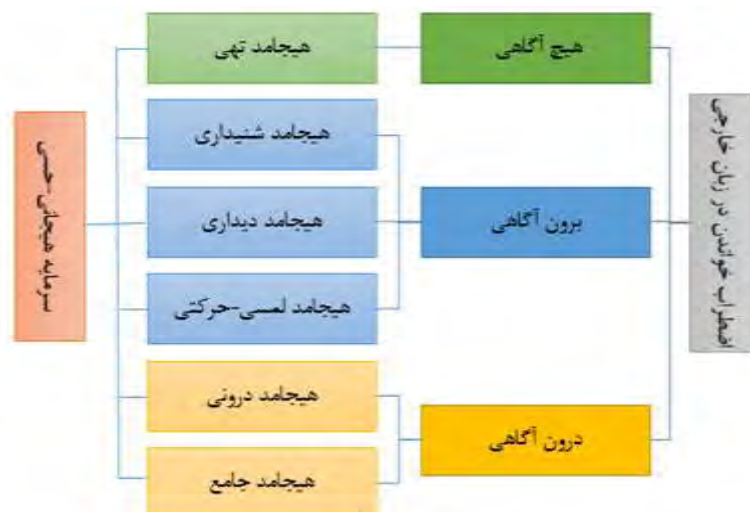 اضطراب خواندن در زبان خارجی
هیچ آگاهی
برون آگاهی
درون آگاهی
هیجامد تهی
هیجامد شنیداری
هیجامد دیداری
هیجامد لمسی-حرکتی
هیجامد درونی
هیجامد جامع
سرمایه هیجانی-حسی